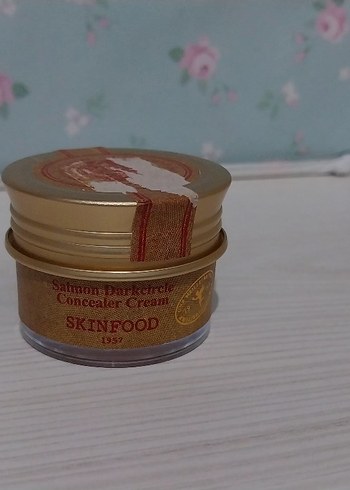 Salmon Darkcircle
Concealer Cream
SKINFOOD
1957